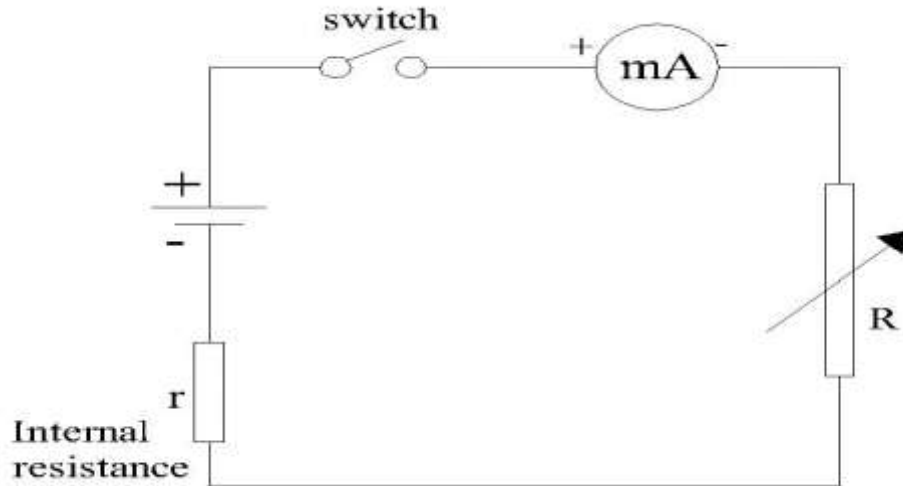 switch
+ mA -
+
-
R
r
Internal
resistance